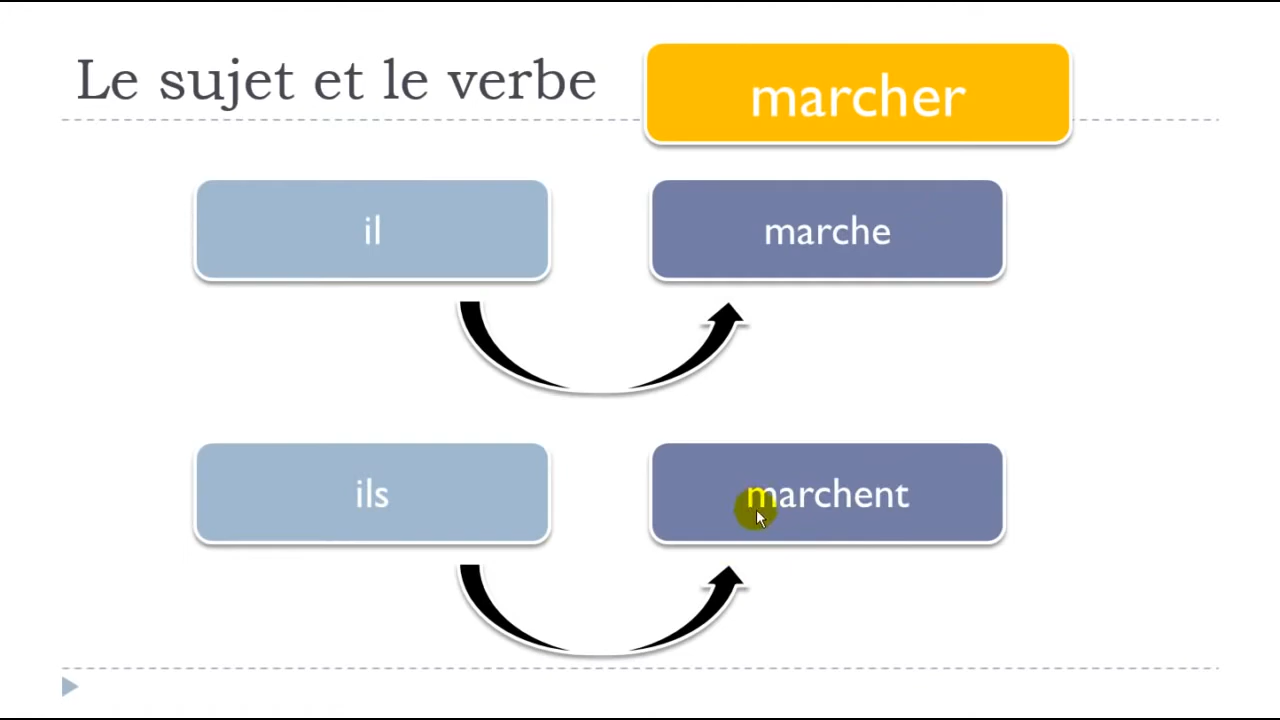 Le sujet et le verbe
marcher
il
marche
ils
marchent